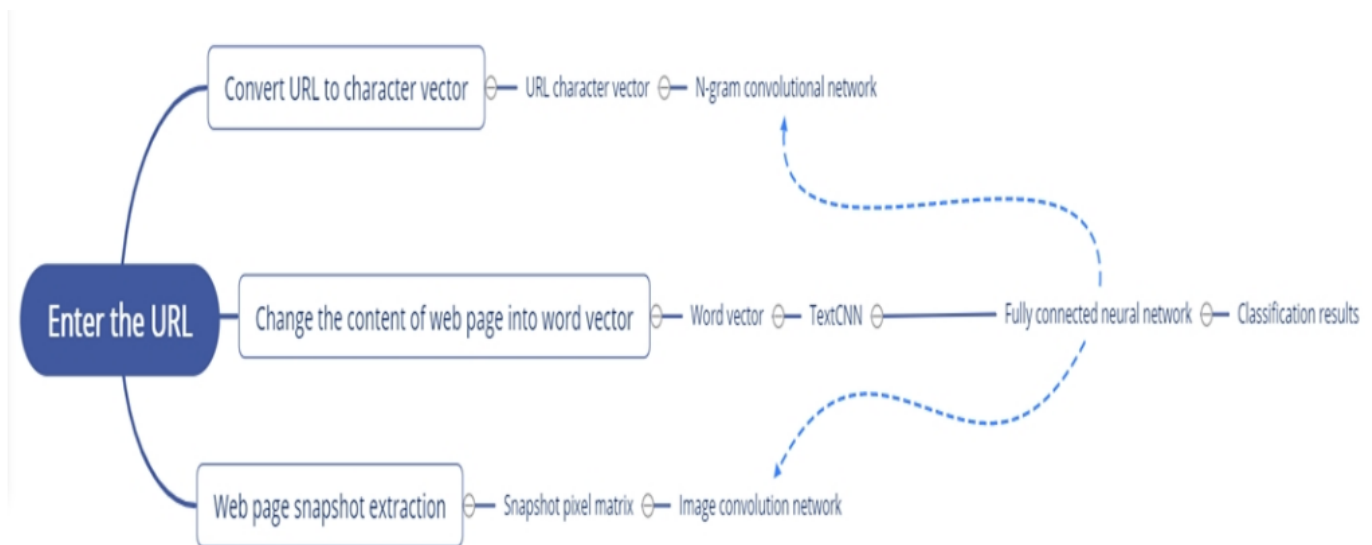 Convert URL to character vector
URL character vector
N-gram convolutional network
Enter the URL
Change the content of web page into word vector
Word vector
TextCNN
Fully connected neural network
Classification results
Web page snapshot extraction
Snapshot pixel matrix
Image convolution network